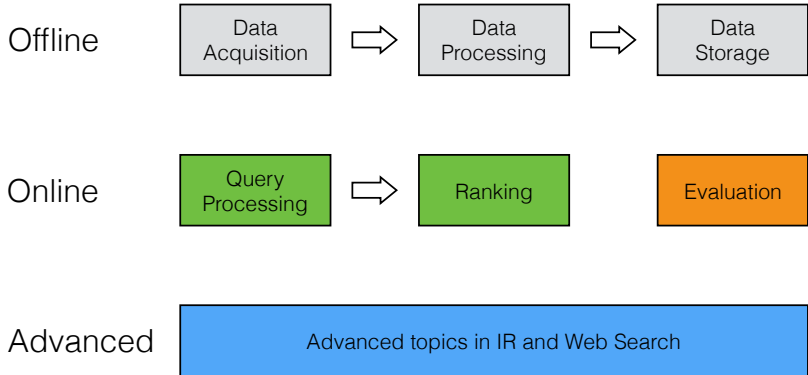 Offline
Data
Acquisition
Data
Processing
Data
Storage
Online
Query
Processing
Ranking
Evaluation
Advanced
Advanced topics in IR and Web Search